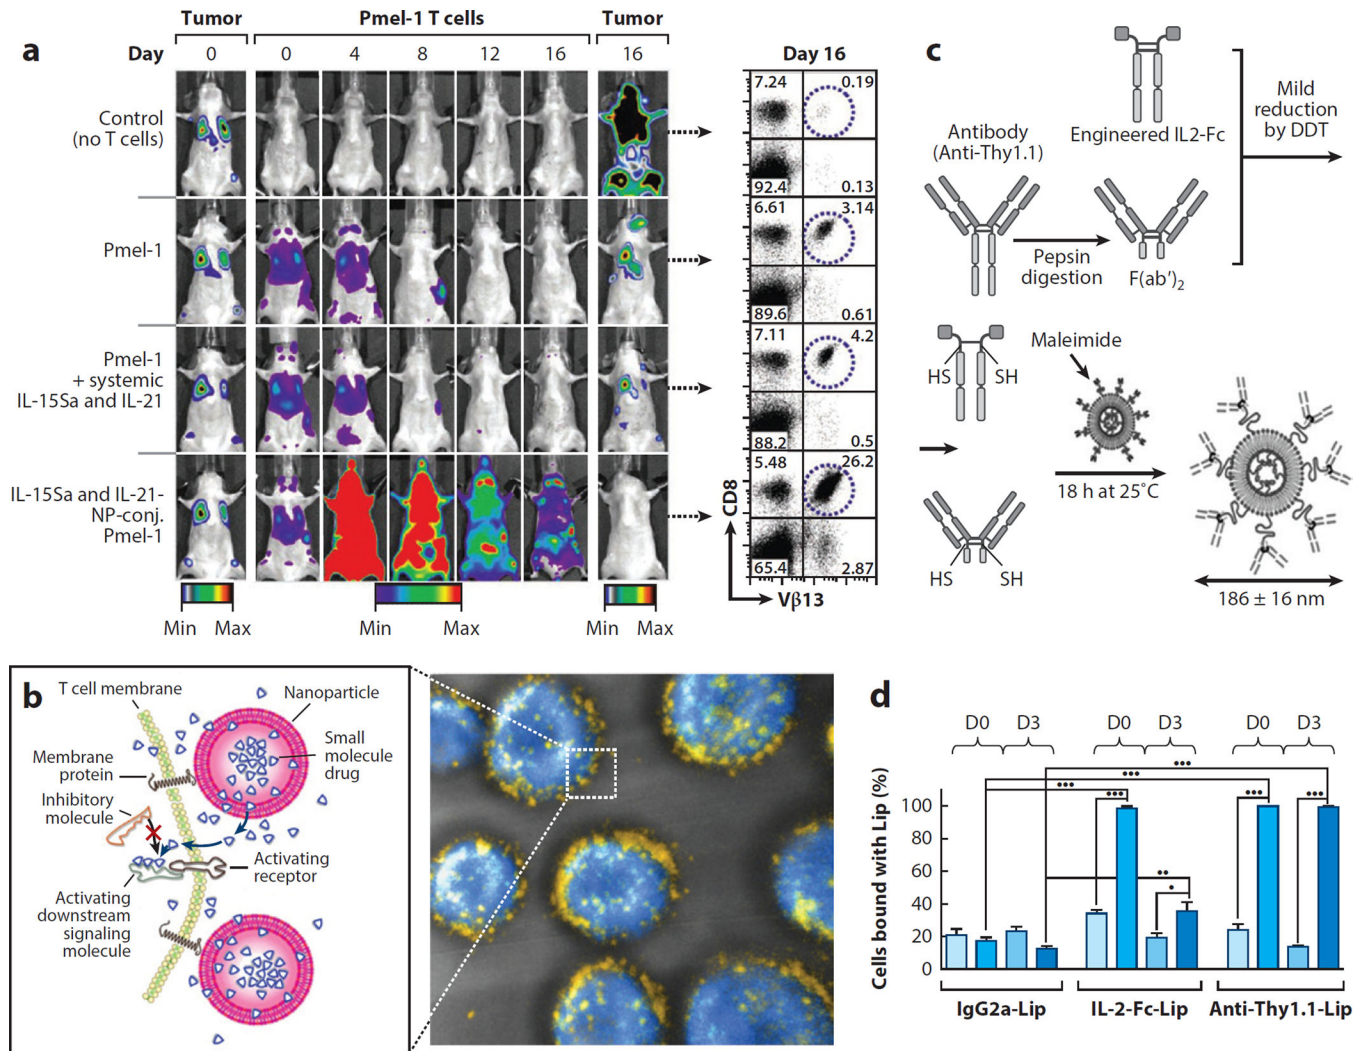 Tumor Pmel-1 T cells Tumor
a Day 0 0 4 8 12 16 16 Day 16
Control
(no T cells)
Pmel-1
Pmel-1
+ systemic
IL-15Sa and IL-21
IL-15Sa and IL-21-
NP-conj.
Pmel-1
Min Max
Min Max
Min Max
7.24 0.19
92.4 0.13
6.61 3.14
89.6 0.61
7.11 4.2
88.2 0.5
5.48 26.2
65.4 2.87
CD8
Vβ13
c
Engineered IL2-Fc
Mild
reduction
by DDT
Antibody
(Anti-Thy1.1)
Pepsin
digestion
F(ab′)2
HS SH
HS SH
Maleimide
18 h at 25°C
186 ± 16 nm
b
T cell membrane
Nanoparticle
Small
molecule
drug
Membrane
protein
Inhibitory
molecule
Activating
receptor
Activating
downstream
signaling
molecule
d
D0 D3 D0 D3 D0 D3
•••
•••
•••
••
•
•••
•••
Cells bound with Lip (%)
100
80
60
40
20
0
IgG2a-Lip IL-2-Fc-Lip Anti-Thy1.1-Lip